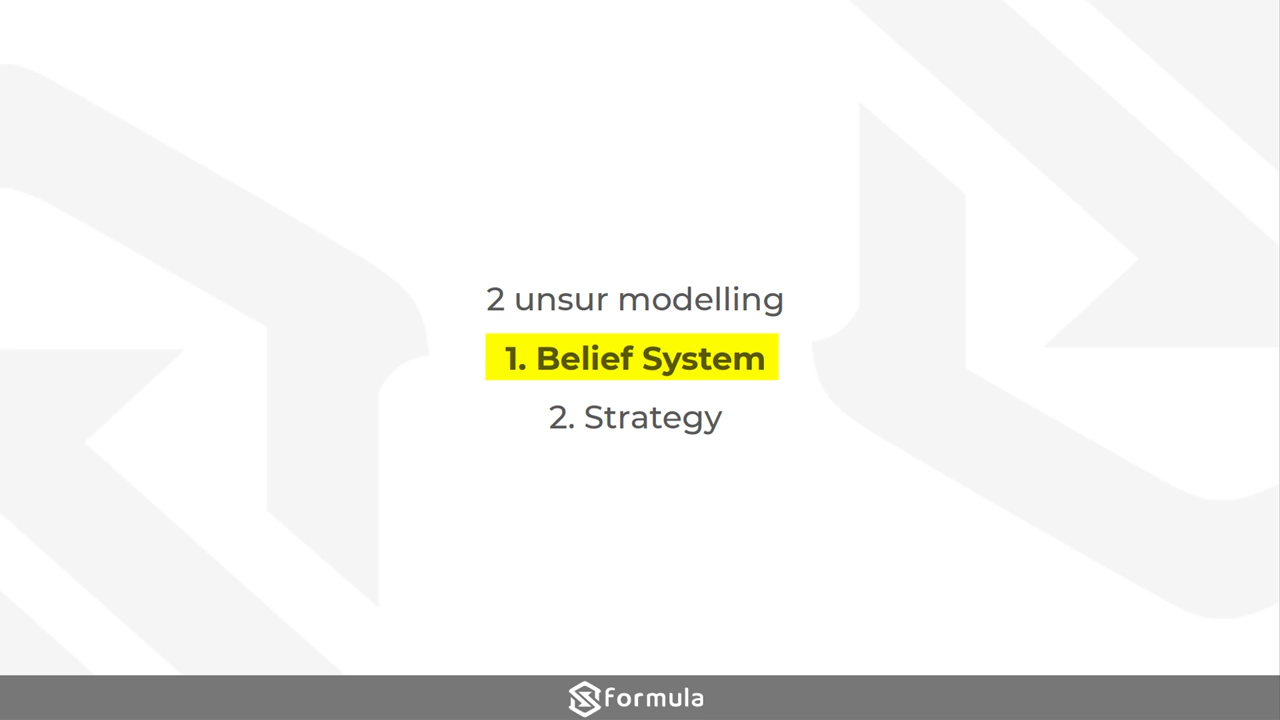 2 unsur modelling
1. Belief System
2. Strategy
formula